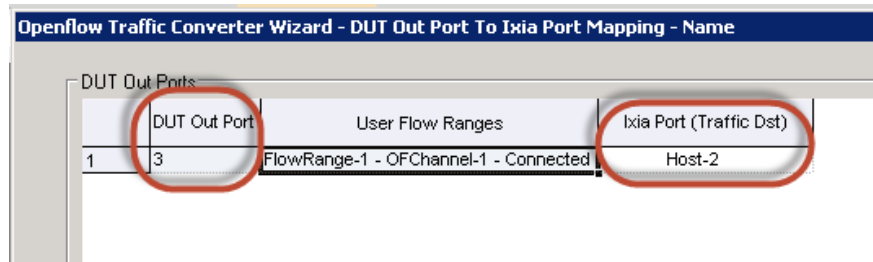 Openflow Traffic Converter Wizard - DUT Out Port To Ixia Port Mapping - Name
DUT Out Ports
DUT Out Port User Flow Ranges Ixia Port (Traffic Dst)
1 3 FlowRange-1 - OFChannel-1 - Connected Host-2